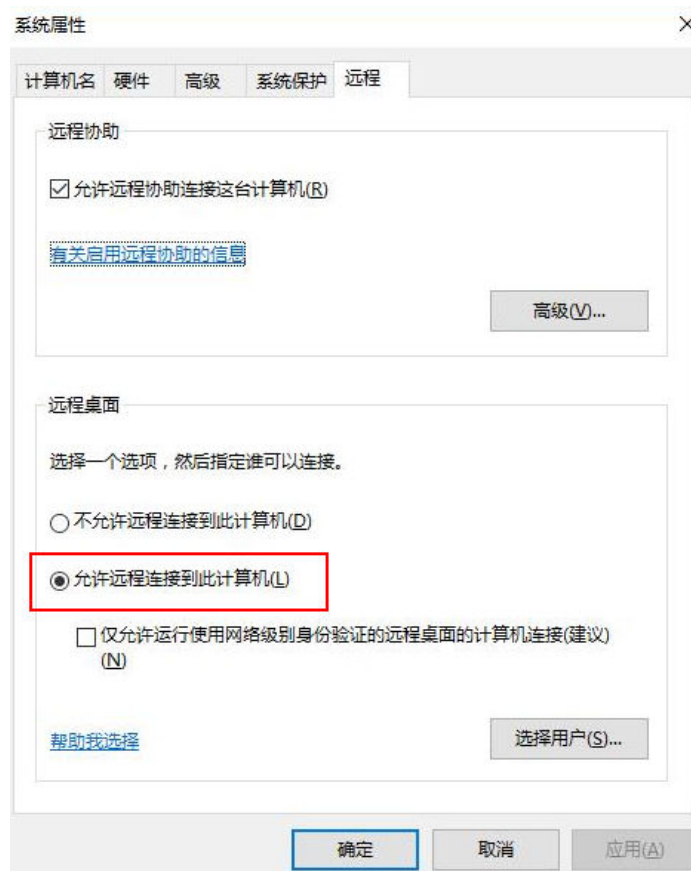 系统属性
计算机名 硬件 高级 系统保护 远程
远程协助
允许远程协助连接这台计算机(R)
有关启用远程协助的信息
高级(V)...
远程桌面
选择一个选项，然后指定谁可以连接。
不允许远程连接到此计算机(D)
允许远程连接到此计算机(L)
仅允许运行使用网络级别身份验证的远程桌面的计算机连接(建议)
(N)
帮助我选择 选择用户(S)...
确定 取消 应用(A)